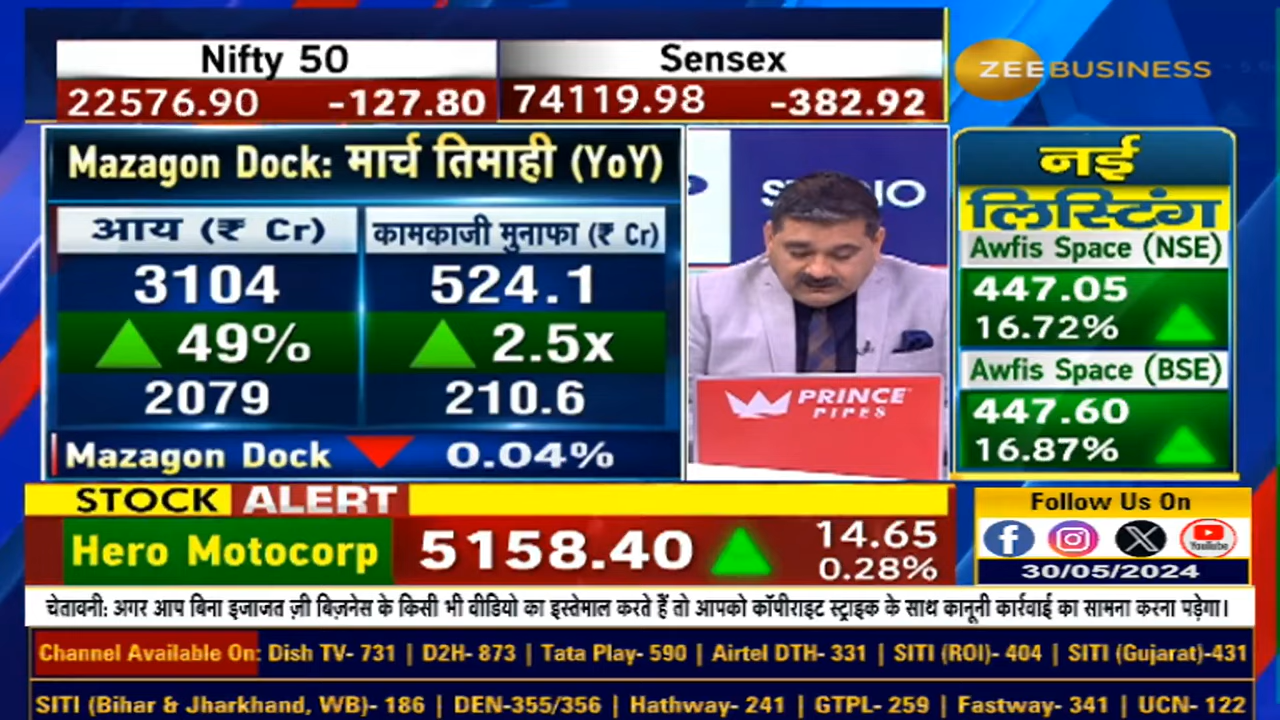 Nifty 50
22576.90 -127.80
Sensex
74119.98 -382.92
ZEEBUSINESS
Mazagon Dock: मार्च तिमाही (YoY)
आय (₹ Cr)
3104
49%
2079
कामकाजी मुनाफा (₹ Cr)
524.1
2.5x
210.6
Mazagon Dock 0.04%
PRINCE
PIPES
नई
लिस्टिंग
Awfis Space (NSE)
447.05
16.72%
Awfis Space (BSE)
447.60
16.87%
STOCK ALERT
Hero Motocorp 5158.40 14.65
0.28%
Follow Us On
YouTube
30/05/2024
चेतावनी: अगर आप बिना इजाजत ज़ी बिज़नेस के किसी भी वीडियो का इस्तेमाल करते हैं तो आपको कॉपीराइट स्ट्राइक के साथ कानूनी कार्रवाई का सामना करना पड़ेगा।
Channel Available On: Dish TV- 731 | D2H- 873 | Tata Play- 590 | Airtel DTH- 331 | SITI (ROI)- 404 | SITI (Gujarat)-431
SITI (Bihar & Jharkhand, WB)- 186 | DEN-355/356 | Hathway- 241 | GTPL- 259 | Fastway- 341 | UCN- 122